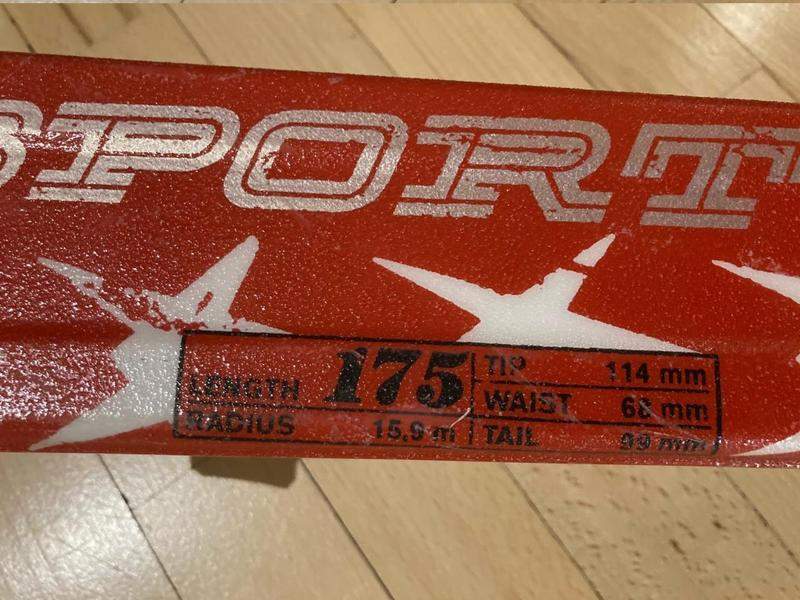 SPORT
LENGTH 175
RADIUS 15.9 m
TIP 114 mm
WAIST 68 mm
TAIL 99 mm